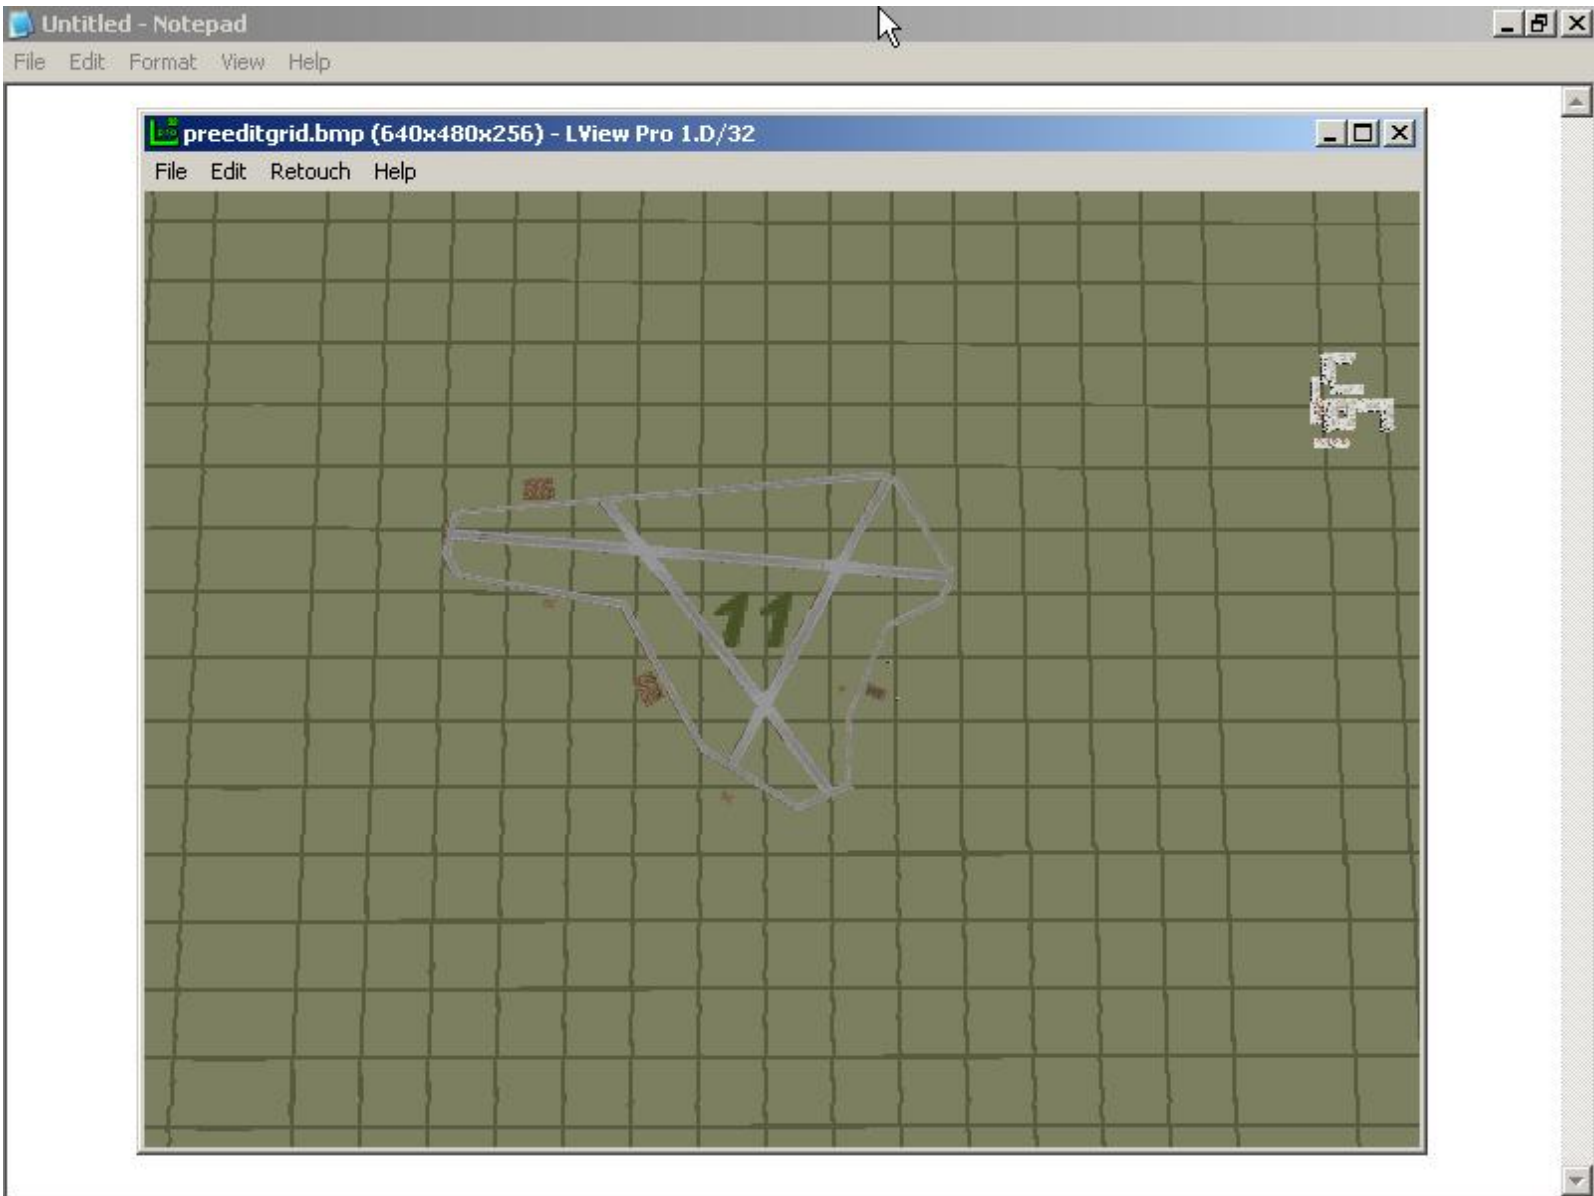 Untitled - Notepad
File Edit Format View Help
preeditgrid.bmp (640x480x256) - LView Pro 1.D/32
File Edit Retouch Help
11